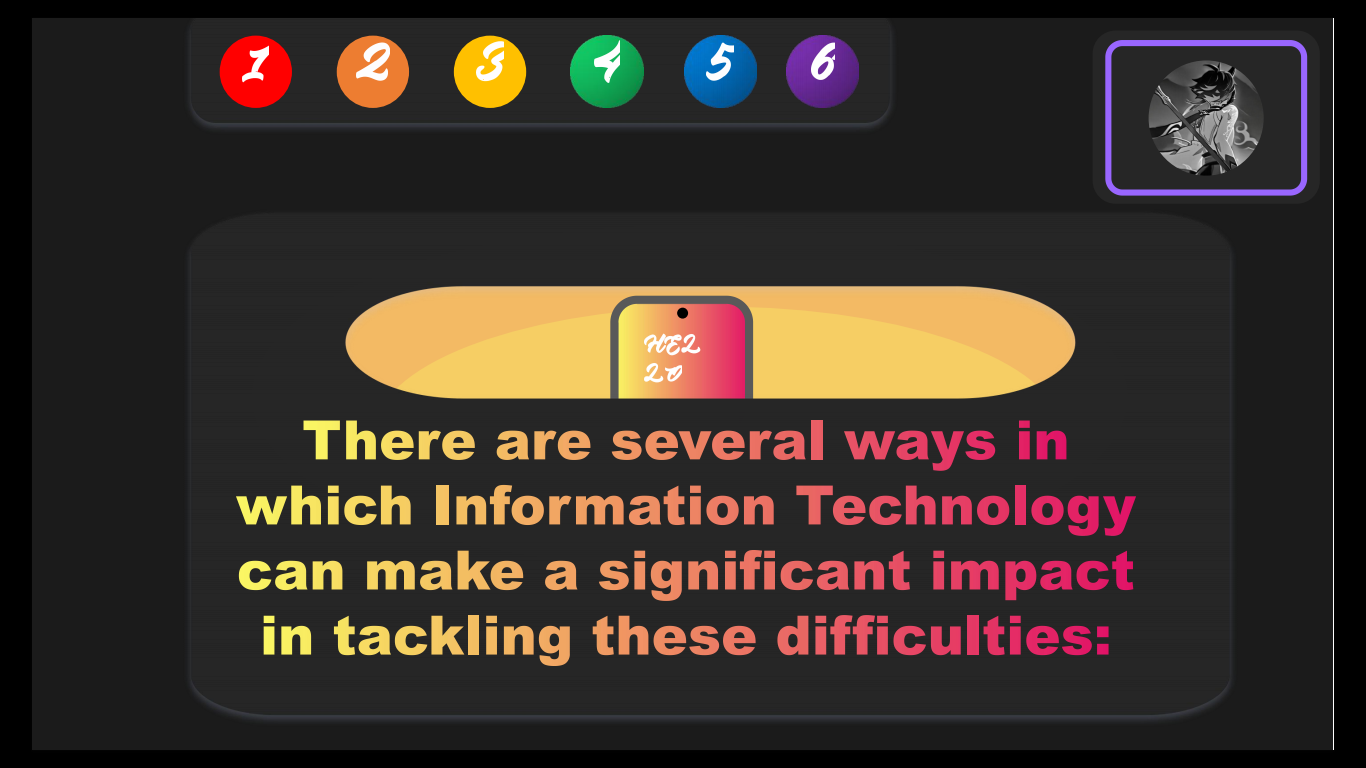 1 2 3 4 5 6
HE2
20
There are several ways in
which Information Technology
can make a significant impact
in tackling these difficulties: